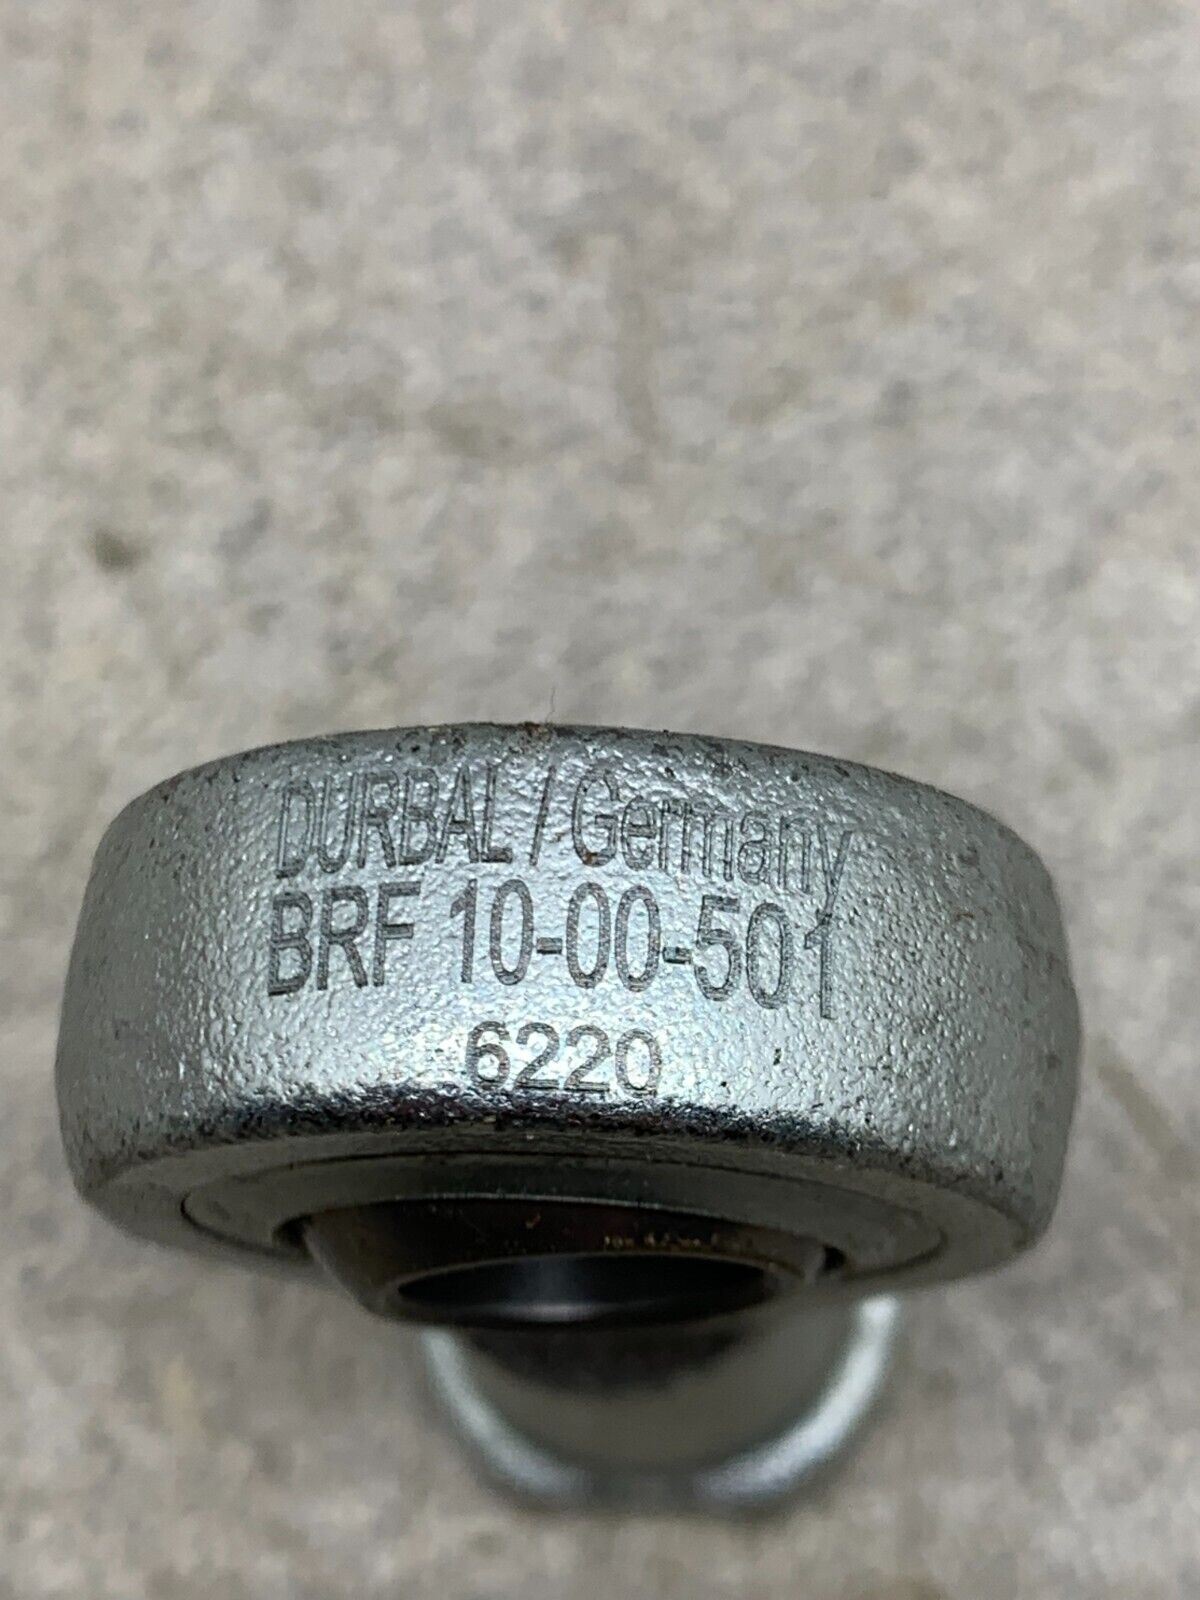 DURBAL / Germany
BRF 10-00-501
6220